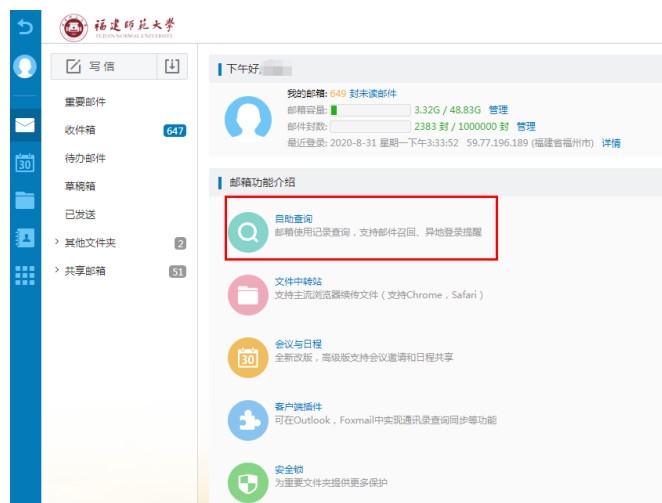 福建师范大学
FUJIAN NORMAL UNIVERSITY
写信
下午好,
重要邮件
收件箱 647
待办邮件
草稿箱
已发送
其他文件夹 2
共享邮箱 51
我的邮箱: 649 封未读邮件
邮箱容量: 3.32G / 48.83G 管理
邮件封数: 2383 封 / 1000000 封 管理
最近登录: 2020-8-31 星期一下午3:33:52 59.77.196.189 (福建省福州市) 详情
邮箱功能介绍
自助查询
邮箱使用记录查询，支持邮件召回、异地登录提醒
文件中转站
支持主流浏览器续传文件（支持Chrome，Safari）
30
会议与日程
全新改版，高级版支持会议邀请和日程共享
30
客户端插件
可在Outlook，Foxmail中实现通讯录查询同步等功能
安全锁
为重要文件夹提供更多保护